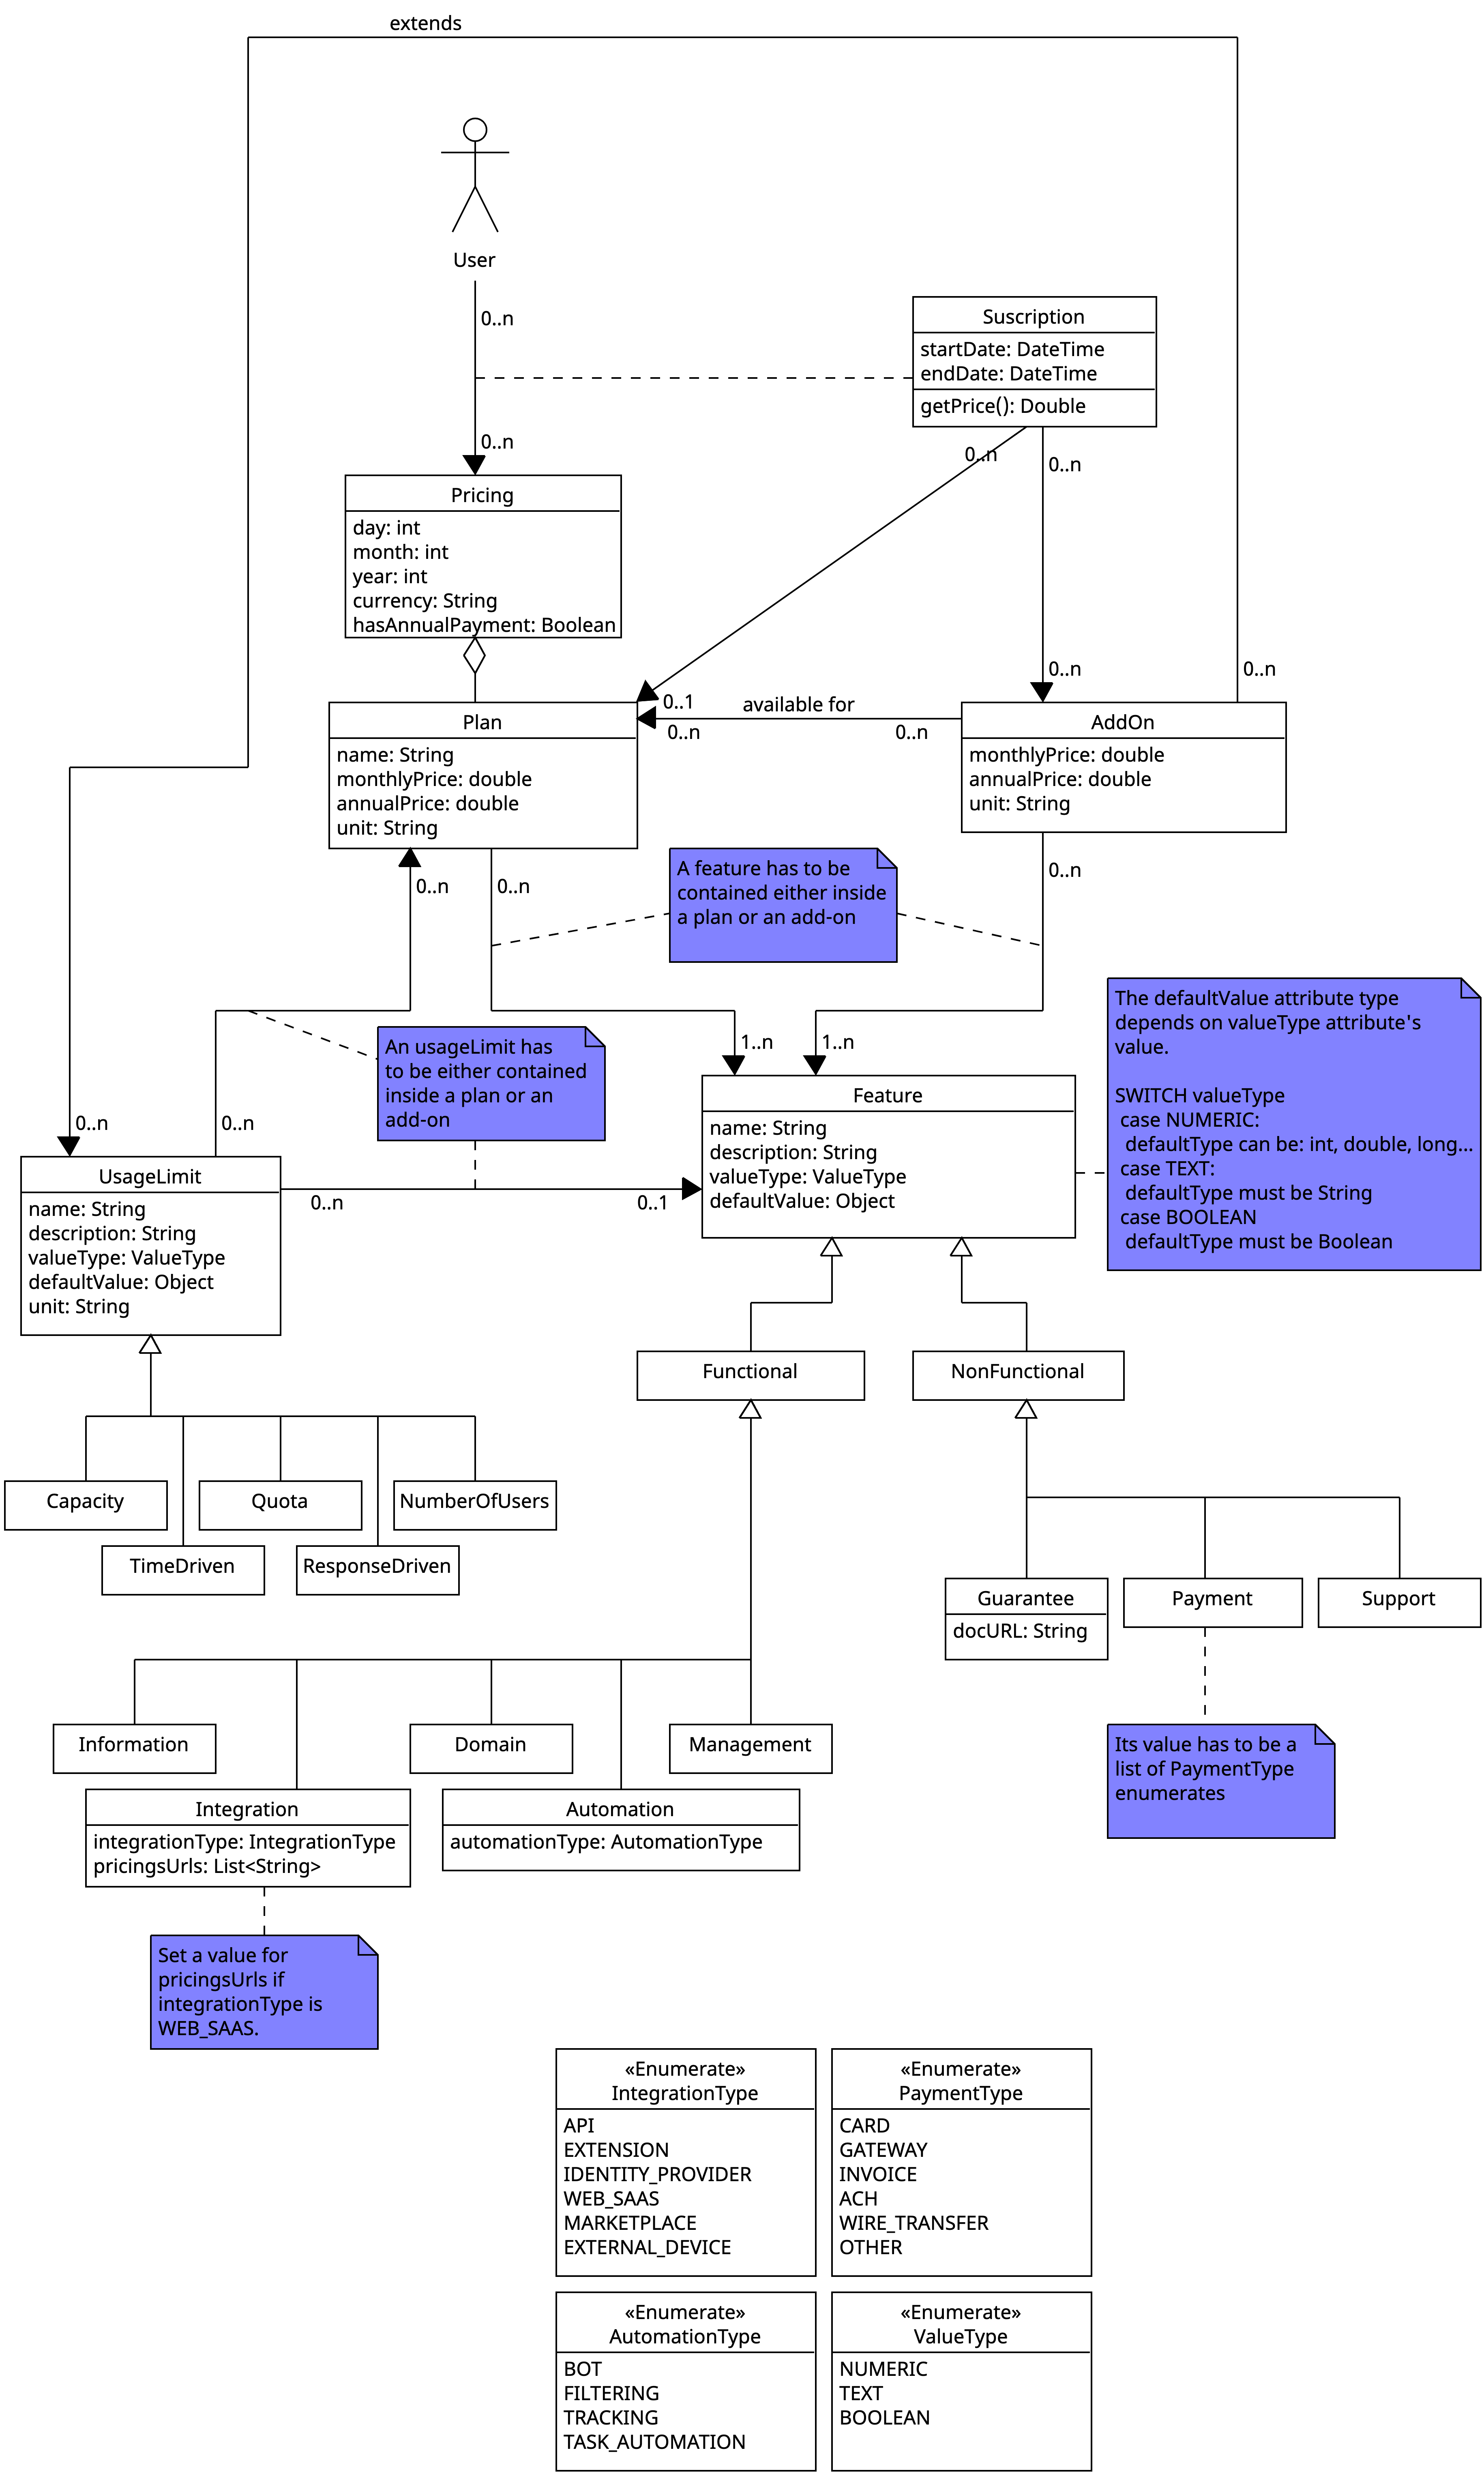 extends
User
0..n
Suscription
startDate: DateTime
endDate: DateTime
getPrice(): Double
0..n
0..n
0..n
Pricing
day: int
month: int
year: int
currency: String
hasAnnualPayment: Boolean
0..n
0..n
0..1
available for
0..n
0..n
Plan
name: String
monthlyPrice: double
annualPrice: double
unit: String
AddOn
monthlyPrice: double
annualPrice: double
unit: String
0..n
0..n
0..n
A feature has to be
contained either inside
a plan or an add-on
The defaultValue attribute type
depends on valueType attribute's
value.
SWITCH valueType
case NUMERIC:
defaultType can be: int, double, long...
case TEXT:
defaultType must be String
case BOOLEAN
defaultType must be Boolean
An usageLimit has
to be either contained
inside a plan or an
add-on
1..n
1..n
0..n
0..n
UsageLimit
name: String
description: String
valueType: ValueType
defaultValue: Object
unit: String
0..n
0..1
Feature
name: String
description: String
valueType: ValueType
defaultValue: Object
Functional
NonFunctional
Capacity
Quota
NumberOfUsers
TimeDriven
ResponseDriven
Guarantee
docURL: String
Payment
Support
Information
Domain
Management
Integration
integrationType: IntegrationType
pricingsUrls: List<String>
Automation
automationType: AutomationType
Its value has to be a
list of PaymentType
enumerates
Set a value for
pricingsUrls if
integrationType is
WEB_SAAS.
«Enumerate»
IntegrationType
API
EXTENSION
IDENTITY_PROVIDER
WEB_SAAS
MARKETPLACE
EXTERNAL_DEVICE
«Enumerate»
PaymentType
CARD
GATEWAY
INVOICE
ACH
WIRE_TRANSFER
OTHER
«Enumerate»
AutomationType
BOT
FILTERING
TRACKING
TASK_AUTOMATION
«Enumerate»
ValueType
NUMERIC
TEXT
BOOLEAN